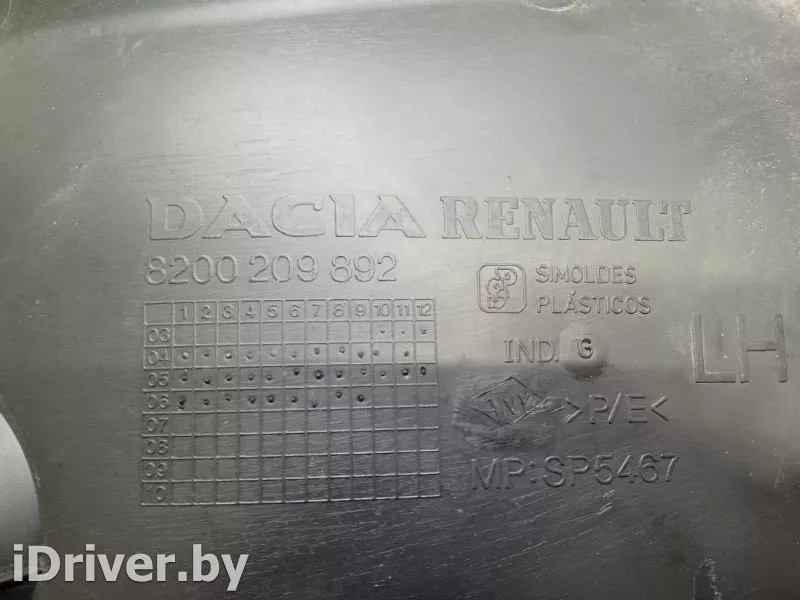 DACIA RENAULT
8200 209 892
SIMOLDES
PLÁSTICOS
1 2 3 4 5 6 7 8 9 10 11 12
03
04
05
06
07
08
09
10
IND. G
LH
>P/E<
MP:SP5467
iDriver.by